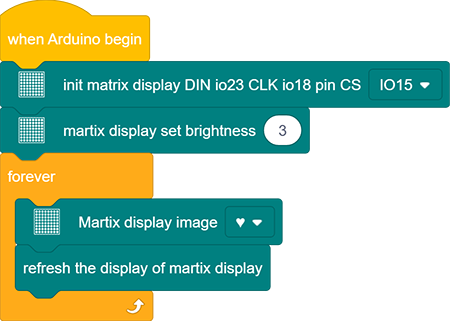 when Arduino begin
init matrix display DIN io23 CLK io18 pin CS IO15
martix display set brightness 3
forever
Martix display image ♥
refresh the display of martix display